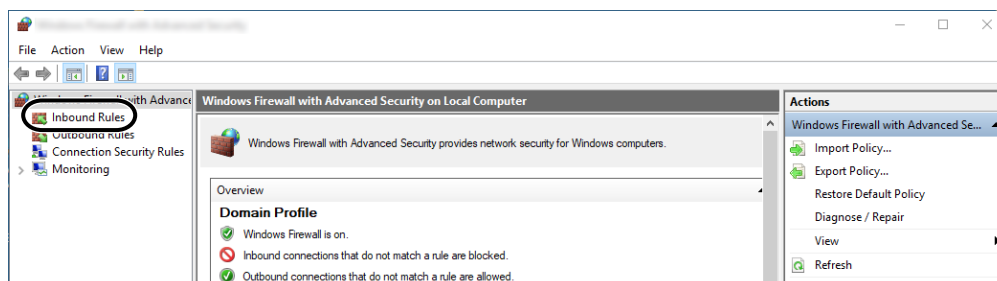 File Action View Help
Windows Firewall with Advance
Inbound Rules
Outbound Rules
Connection Security Rules
Monitoring
Windows Firewall with Advanced Security on Local Computer
Windows Firewall with Advanced Security provides network security for Windows computers.
Overview
Domain Profile
Windows Firewall is on.
Inbound connections that do not match a rule are blocked.
Outbound connections that do not match a rule are allowed.
Actions
Windows Firewall with Advanced Se...
Import Policy...
Export Policy...
Restore Default Policy
Diagnose / Repair
View
Refresh